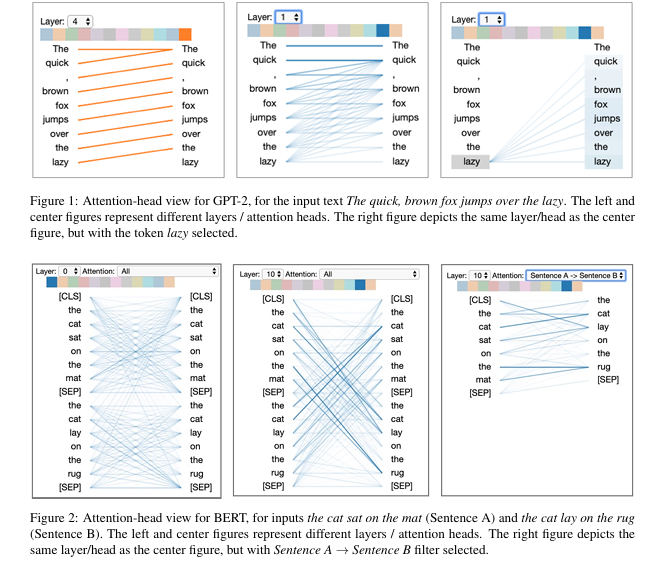 Layer: 4
The The
quick quick
, ,
brown brown
fox fox
jumps jumps
over over
the the
lazy lazy
Layer: 1
The The
quick quick
, ,
brown brown
fox fox
jumps jumps
over over
the the
lazy lazy
Layer: 1
The The
quick quick
, ,
brown brown
fox fox
jumps jumps
over over
the the
lazy lazy
Figure 1: Attention-head view for GPT-2, for the input text The quick, brown fox jumps over the lazy. The left and
center figures represent different layers / attention heads. The right figure depicts the same layer/head as the center
figure, but with the token lazy selected.
Layer: 0 Attention: All
[CLS] [CLS]
the the
cat cat
sat sat
on on
the the
mat mat
[SEP] [SEP]
the the
cat cat
lay lay
on on
the the
rug rug
[SEP] [SEP]
Layer: 10 Attention: All
[CLS] [CLS]
the the
cat cat
sat sat
on on
the the
mat mat
[SEP] [SEP]
the the
cat cat
lay lay
on on
the the
rug rug
[SEP] [SEP]
Layer: 10 Attention: Sentence A -> Sentence B
[CLS] the
the cat
cat lay
sat on
on the
the rug
mat [SEP]
[SEP]
Figure 2: Attention-head view for BERT, for inputs the cat sat on the mat (Sentence A) and the cat lay on the rug
(Sentence B). The left and center figures represent different layers / attention heads. The right figure depicts the
same layer/head as the center figure, but with Sentence A → Sentence B filter selected.